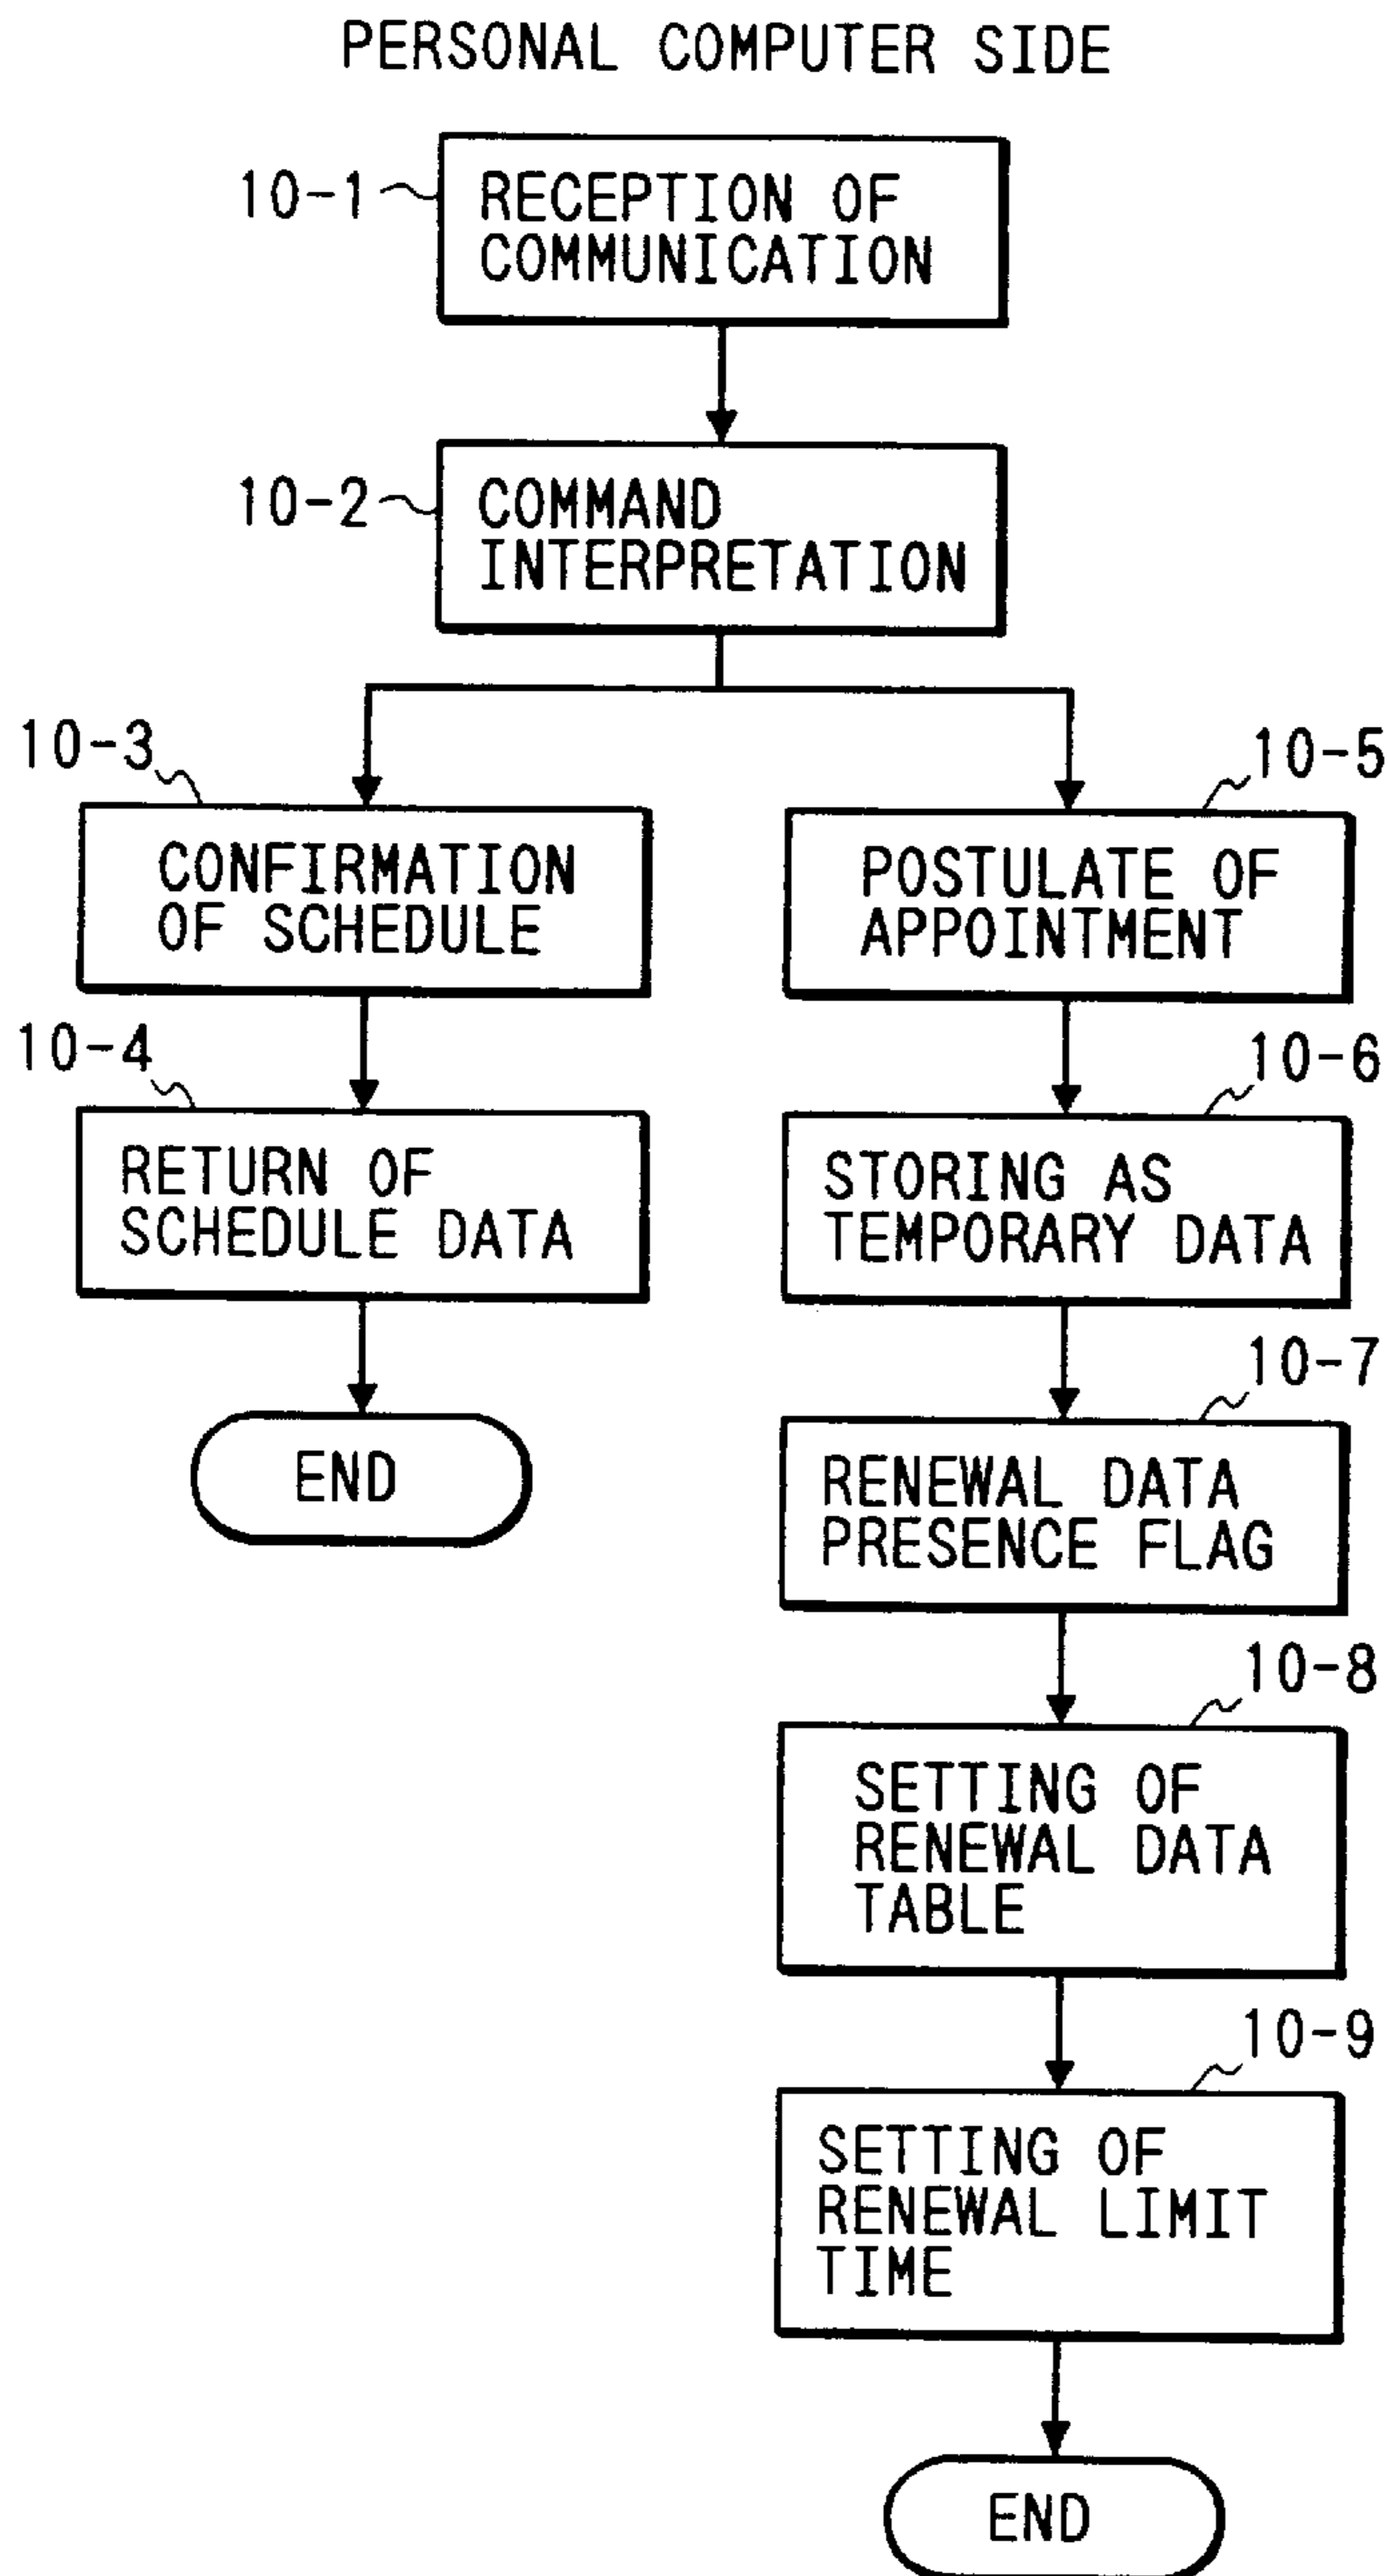 PERSONAL COMPUTER SIDE
10-1
RECEPTION OF
COMMUNICATION
10-2
COMMAND
INTERPRETATION
10-3
CONFIRMATION
OF SCHEDULE
10-4
RETURN OF
SCHEDULE DATA
END
10-5
POSTULATE OF
APPOINTMENT
10-6
STORING AS
TEMPORARY DATA
10-7
RENEWAL DATA
PRESENCE FLAG
10-8
SETTING OF
RENEWAL DATA
TABLE
10-9
SETTING OF
RENEWAL LIMIT
TIME
END